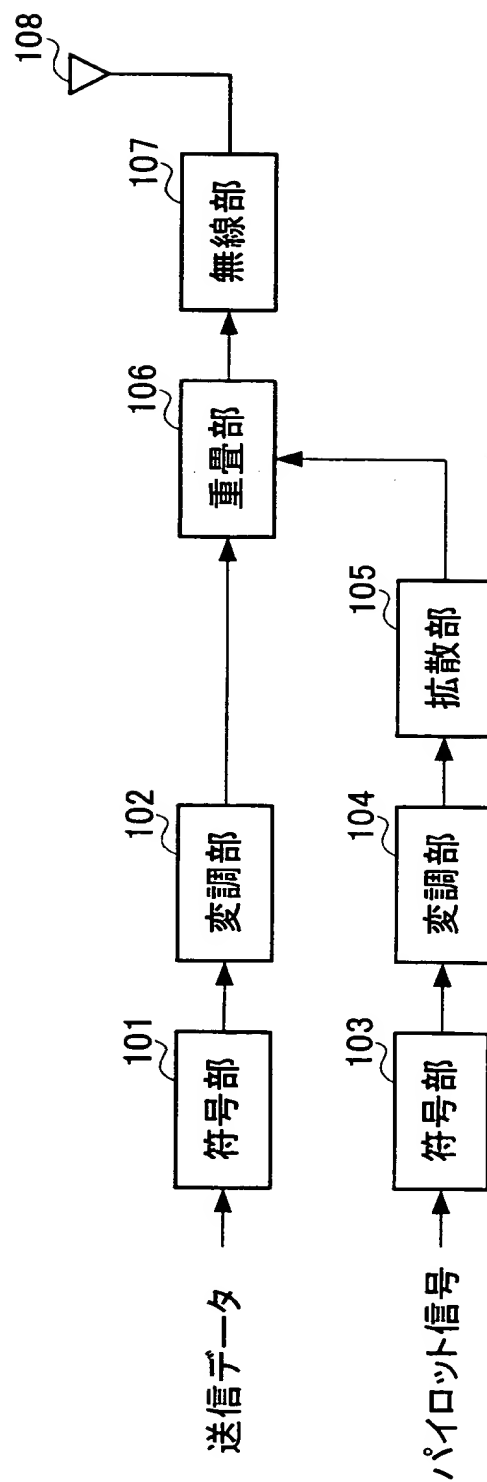 送信データ
101
符号部
102
変調部
106
重畳部
107
無線部
108
パイロット信号
103
符号部
104
変調部
105
拡散部